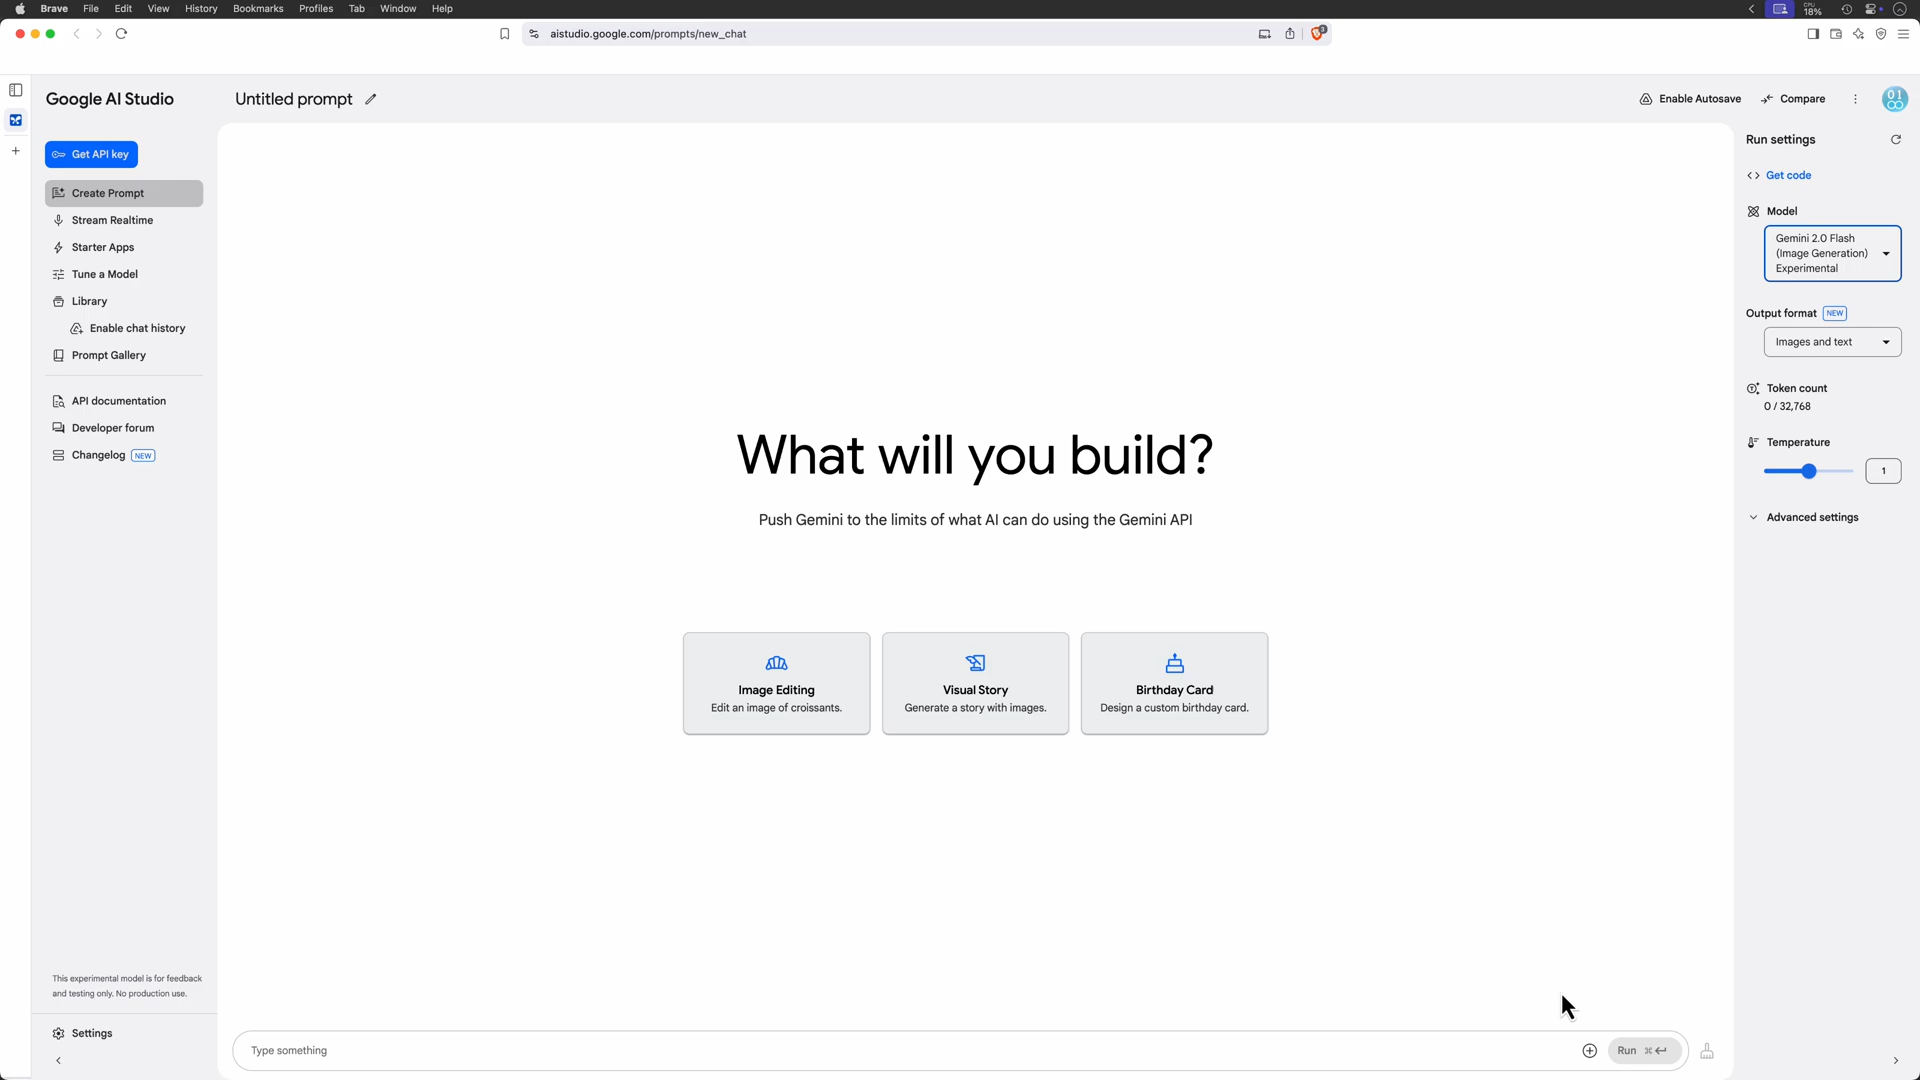 Brave File Edit View History Bookmarks Profiles Tab Window Help
CPU
18%
aistudio.google.com/prompts/new_chat
3
Google AI Studio
Untitled prompt
Enable Autosave
Compare
01
Get API key
Create Prompt
Stream Realtime
Starter Apps
Tune a Model
Library
Enable chat history
Prompt Gallery
API documentation
Developer forum
Changelog NEW
What will you build?
Push Gemini to the limits of what AI can do using the Gemini API
Image Editing
Edit an image of croissants.
Visual Story
Generate a story with images.
Birthday Card
Design a custom birthday card.
Run settings
Get code
Model
Gemini 2.0 Flash
(Image Generation)
Experimental
Output format NEW
Images and text
Token count
0 / 32,768
Temperature
1
Advanced settings
This experimental model is for feedback
and testing only. No production use.
Settings
Type something
Run ⌘↵